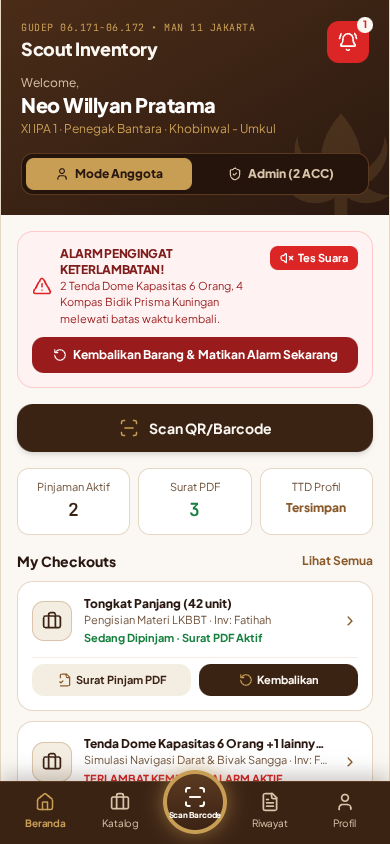 GUDEP 06.171-06.172 • MAN 11 JAKARTA
Scout Inventory
1
Welcome,
Neo Willyan Pratama
XI IPA 1 · Penegak Bantara · Khobinwal - Umkul
Mode Anggota
Admin (2 ACC)
ALARM PENGINGAT
KETERLAMBATAN!
Tes Suara
2 Tenda Dome Kapasitas 6 Orang, 4
Kompas Bidik Prisma Kuningan
melewati batas waktu kembali.
Kembalikan Barang & Matikan Alarm Sekarang
Scan QR/Barcode
Pinjaman Aktif
2
Surat PDF
3
TTD Profil
Tersimpan
My Checkouts
Lihat Semua
Tongkat Panjang (42 unit)
Pengisian Materi LKBBT · Inv: Fatihah
Sedang Dipinjam · Surat PDF Aktif
Surat Pinjam PDF
Kembalikan
Tenda Dome Kapasitas 6 Orang +1 lainny…
Simulasi Navigasi Darat & Bivak Sangga · Inv: F…
TERLAMBAT ALARM AKTIF
Beranda
Katalog
Scan Barcode
Riwayat
Profil